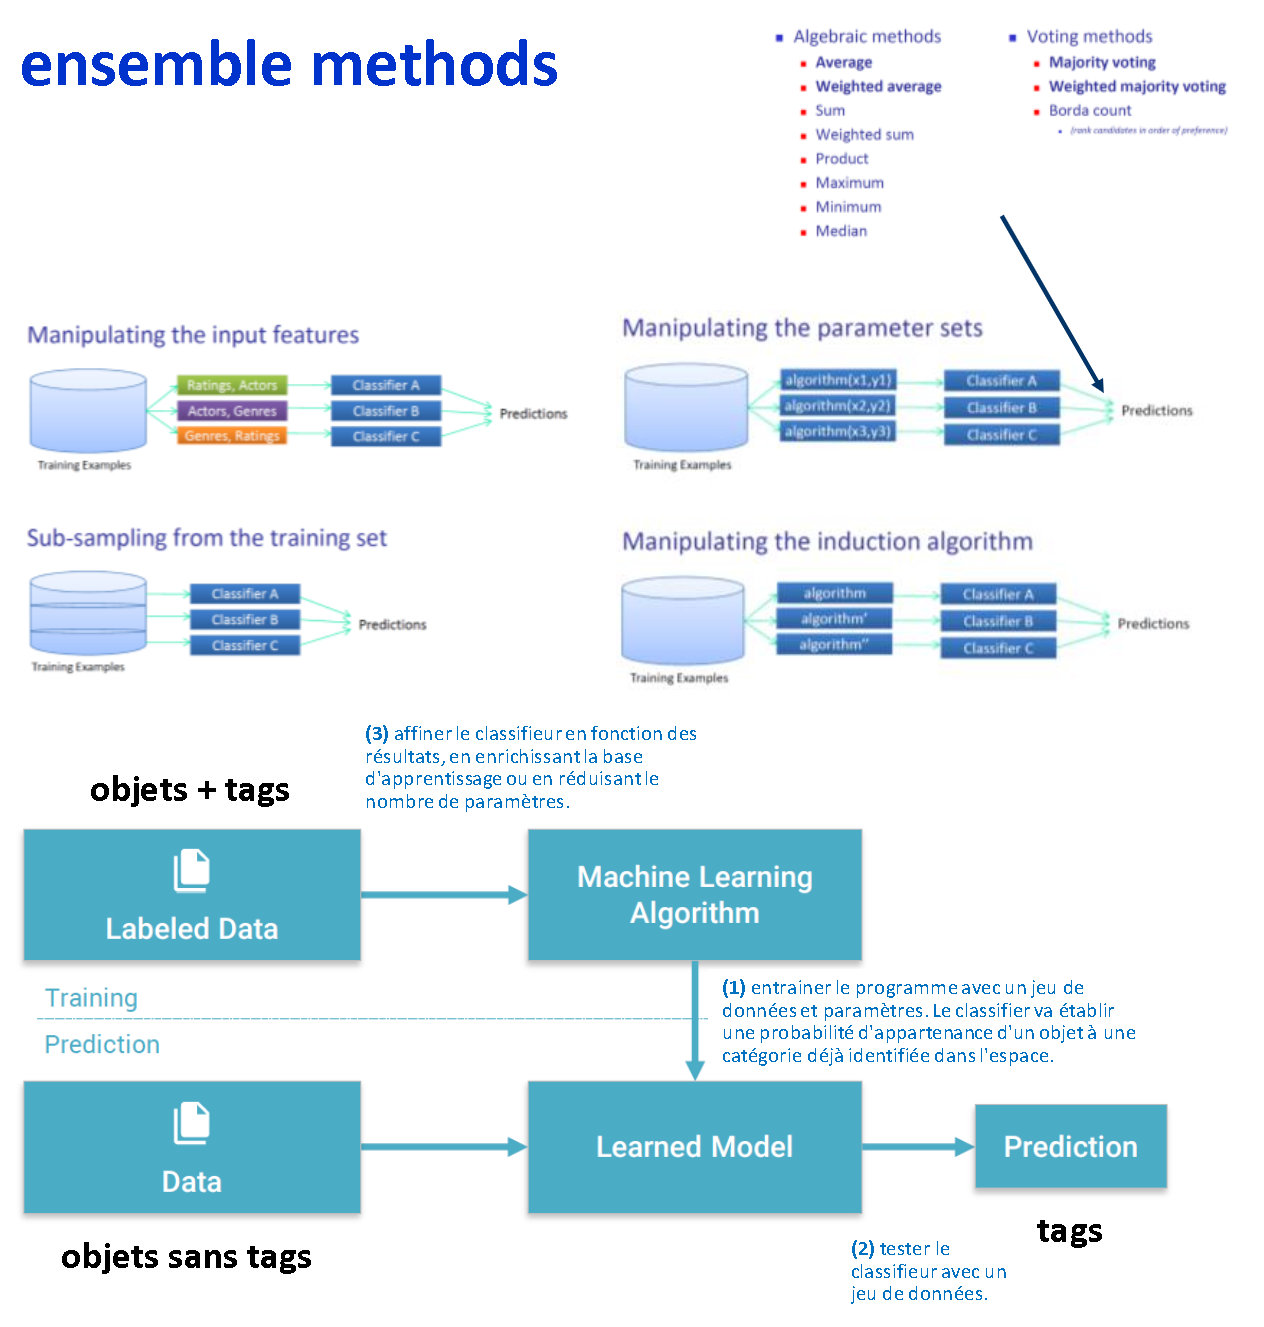 ensemble methods
Algebraic methods
Average
Weighted average
Sum
Weighted sum
Product
Maximum
Minimum
Median
Voting methods
Majority voting
Weighted majority voting
Borda count
(rank candidates in order of preference)
Manipulating the input features
Ratings, Actors
Classifier A
Actors, Genres
Classifier B
Genres, Ratings
Classifier C
Predictions
Training Examples
Manipulating the parameter sets
algorithm(x1,y1)
Classifier A
algorithm(x2,y2)
Classifier B
algorithm(x3,y3)
Classifier C
Predictions
Training Examples
Sub-sampling from the training set
Classifier A
Classifier B
Classifier C
Predictions
Training Examples
Manipulating the induction algorithm
algorithm
Classifier A
algorithm'
Classifier B
algorithm''
Classifier C
Predictions
Training Examples
(3) affiner le classifieur en fonction des
résultats, en enrichissant la base
d'apprentissage ou en réduisant le
nombre de paramètres.
objets + tags
Labeled Data
Machine Learning
Algorithm
Training
Prediction
(1) entrainer le programme avec un jeu de
données et paramètres. Le classifier va établir
une probabilité d'appartenance d'un objet à une
catégorie déjà identifiée dans l'espace.
Data
Learned Model
Prediction
objets sans tags
tags
(2) tester le
classifieur avec un
jeu de données.